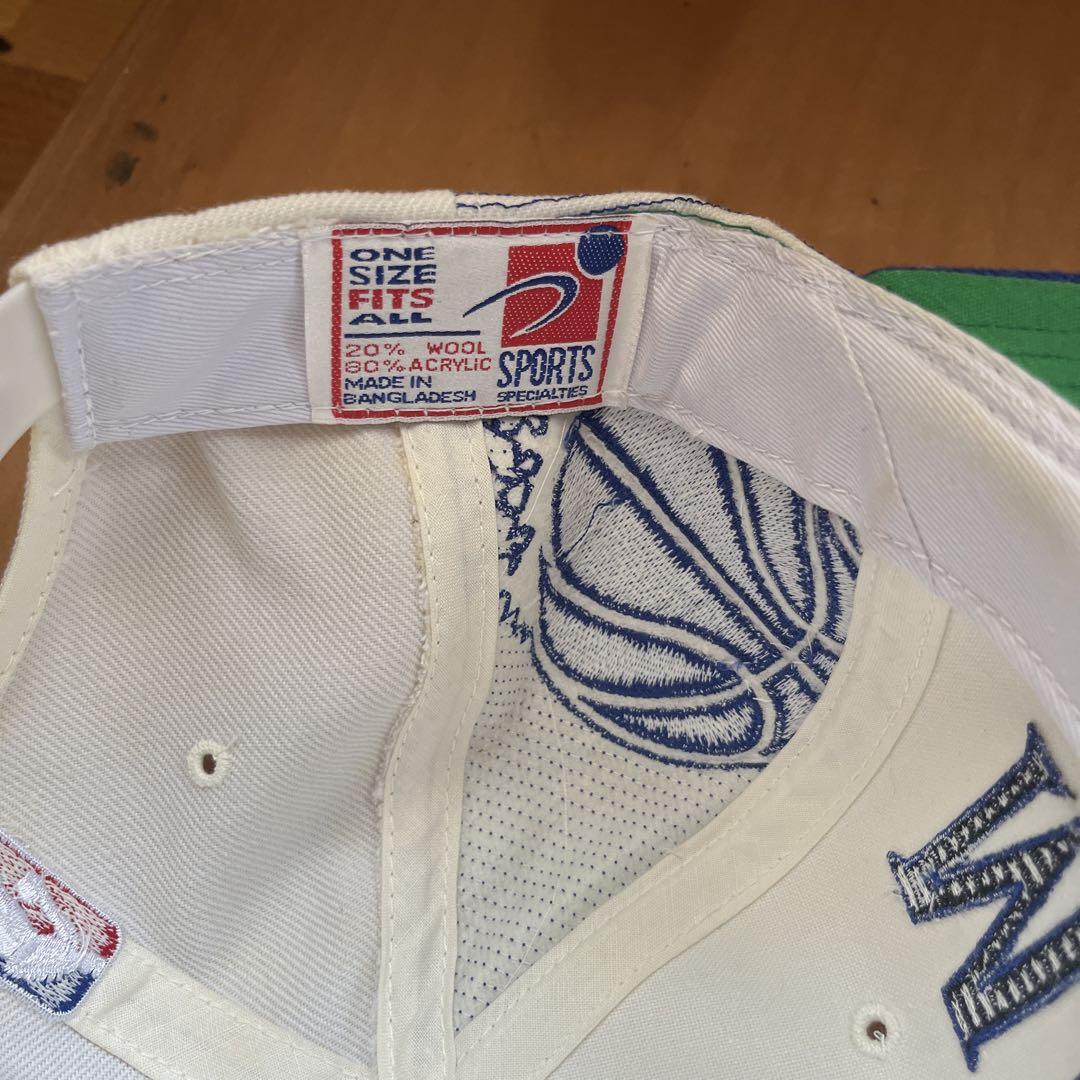 ONE
SIZE
FITS
ALL
20% WOOL
80% ACRYLIC
MADE IN
BANGLADESH
SPORTS
SPECIALTIES